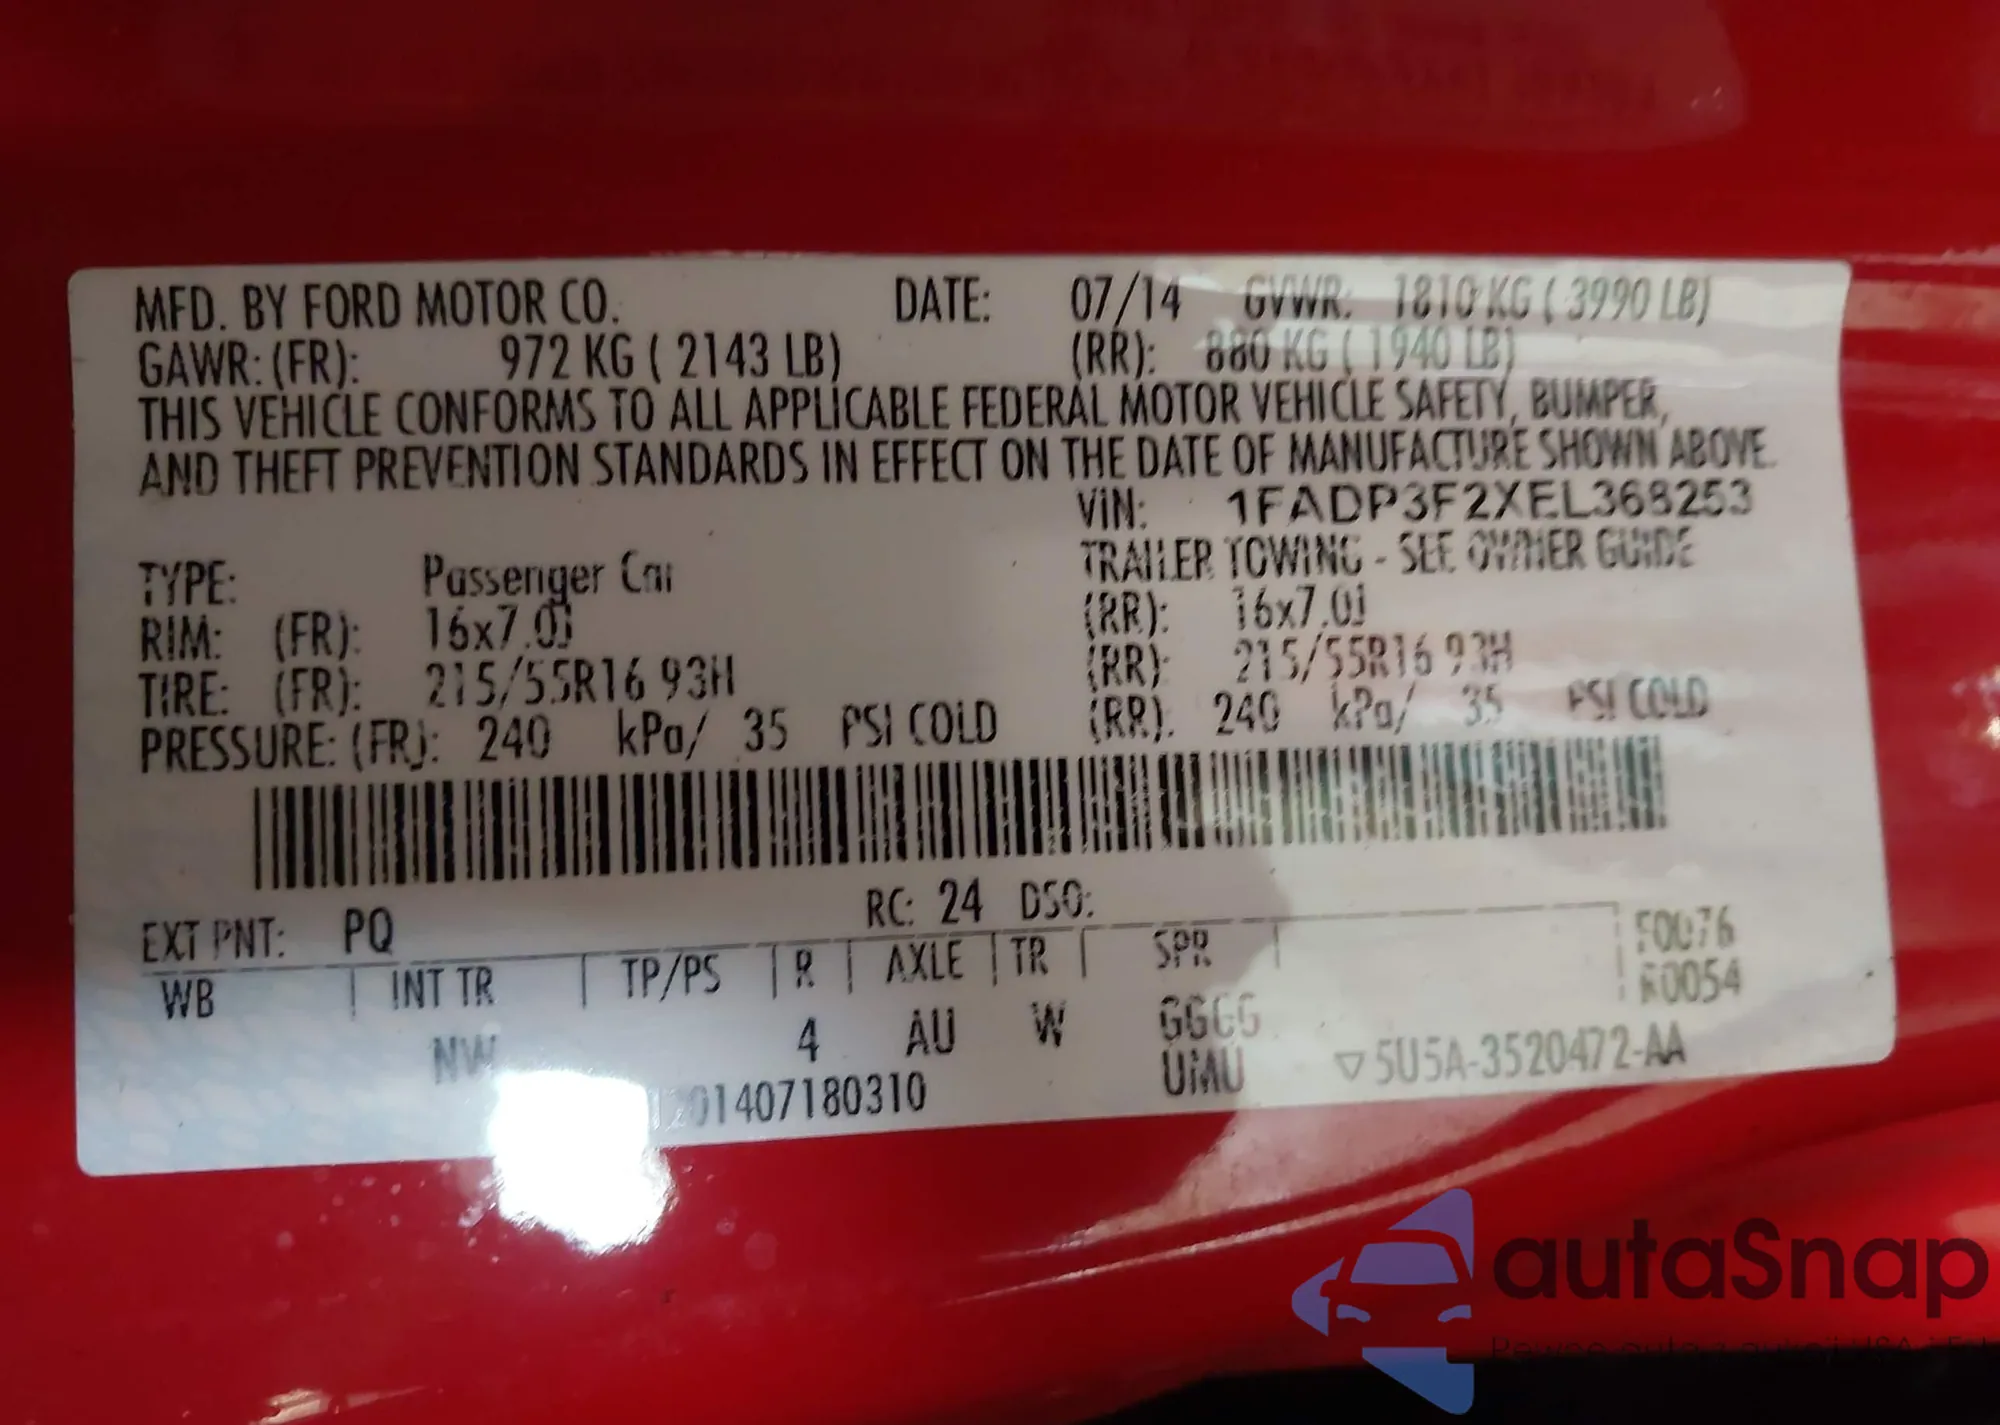 MFD. BY FORD MOTOR CO. DATE: 07/14 GVWR: 1810 KG ( 3990 LB)
GAWR: (FR): 972 KG ( 2143 LB) (RR): 880 KG ( 1940 LB)
THIS VEHICLE CONFORMS TO ALL APPLICABLE FEDERAL MOTOR VEHICLE SAFETY, BUMPER,
AND THEFT PREVENTION STANDARDS IN EFFECT ON THE DATE OF MANUFACTURE SHOWN ABOVE.
VIN: 1FADP3F2XEL368253
TYPE: Passenger Car TRAILER TOWING - SEE OWNER GUIDE
RIM: (FR): 16x7.0J (RR): 16x7.0J
TIRE: (FR): 215/55R16 93H (RR): 215/55R16 93H
PRESSURE: (FR): 240 kPa/ 35 PSI COLD (RR): 240 kPa/ 35 PSI COLD
EXT PNT: PQ RC: 24 DSO: F0076
WB INT TR TP/PS R AXLE TR SPR
NW 4 AU W GGGG
UMU 5U5A-3520472-AA
autaSnap